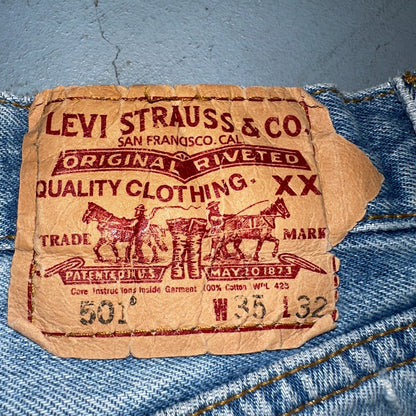 LEVI STRAUSS & CO.
SAN FRANCISCO, CAL.
ORIGINAL RIVETED
QUALITY CLOTHING. XX
TRADE MARK
PATENTED IN U.S. MAY 20 1873
Care Instructions Inside Garment 100% Cotton WPL 423
501® W 35 L 32